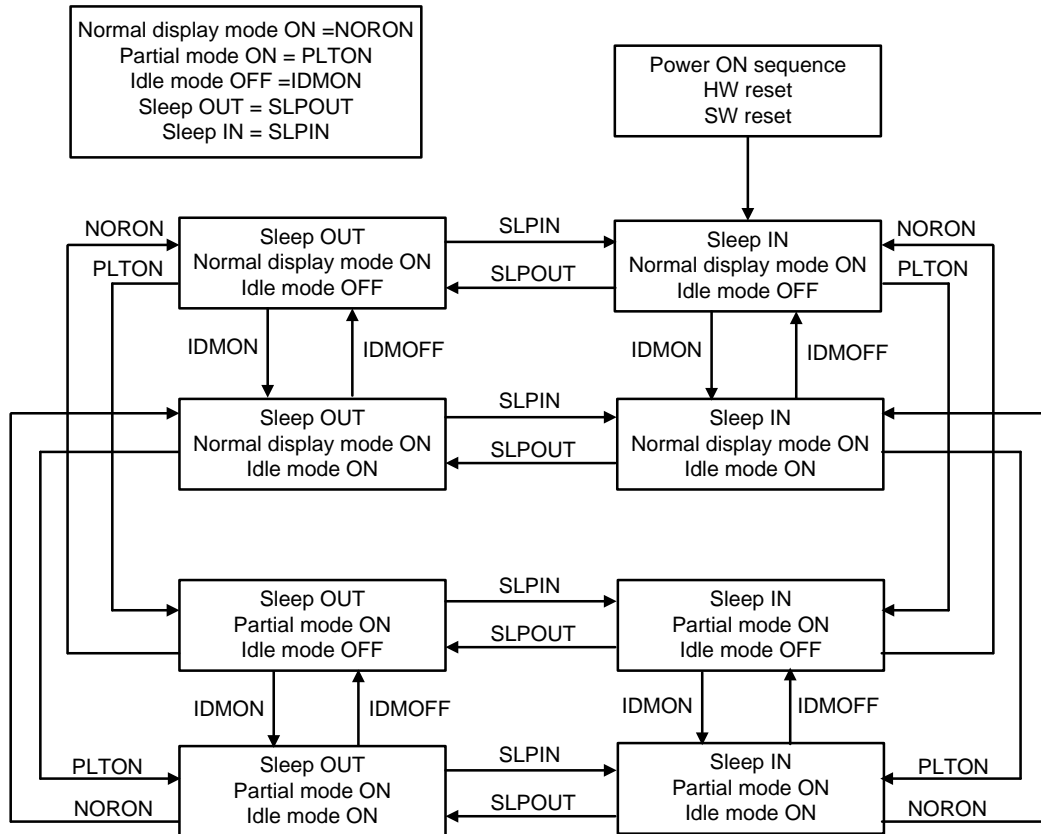 Normal display mode ON =NORON
Partial mode ON = PLTON
Idle mode OFF =IDMON
Sleep OUT = SLPOUT
Sleep IN = SLPIN
Power ON sequence
HW reset
SW reset
NORON
PLTON
Sleep OUT
Normal display mode ON
Idle mode OFF
SLPIN
SLPOUT
Sleep IN
Normal display mode ON
Idle mode OFF
NORON
PLTON
IDMON
IDMOFF
IDMON
IDMOFF
Sleep OUT
Normal display mode ON
Idle mode ON
SLPIN
SLPOUT
Sleep IN
Normal display mode ON
Idle mode ON
Sleep OUT
Partial mode ON
Idle mode OFF
SLPIN
SLPOUT
Sleep IN
Partial mode ON
Idle mode OFF
IDMON
IDMOFF
IDMON
IDMOFF
PLTON
NORON
Sleep OUT
Partial mode ON
Idle mode ON
SLPIN
SLPOUT
Sleep IN
Partial mode ON
Idle mode ON
PLTON
NORON